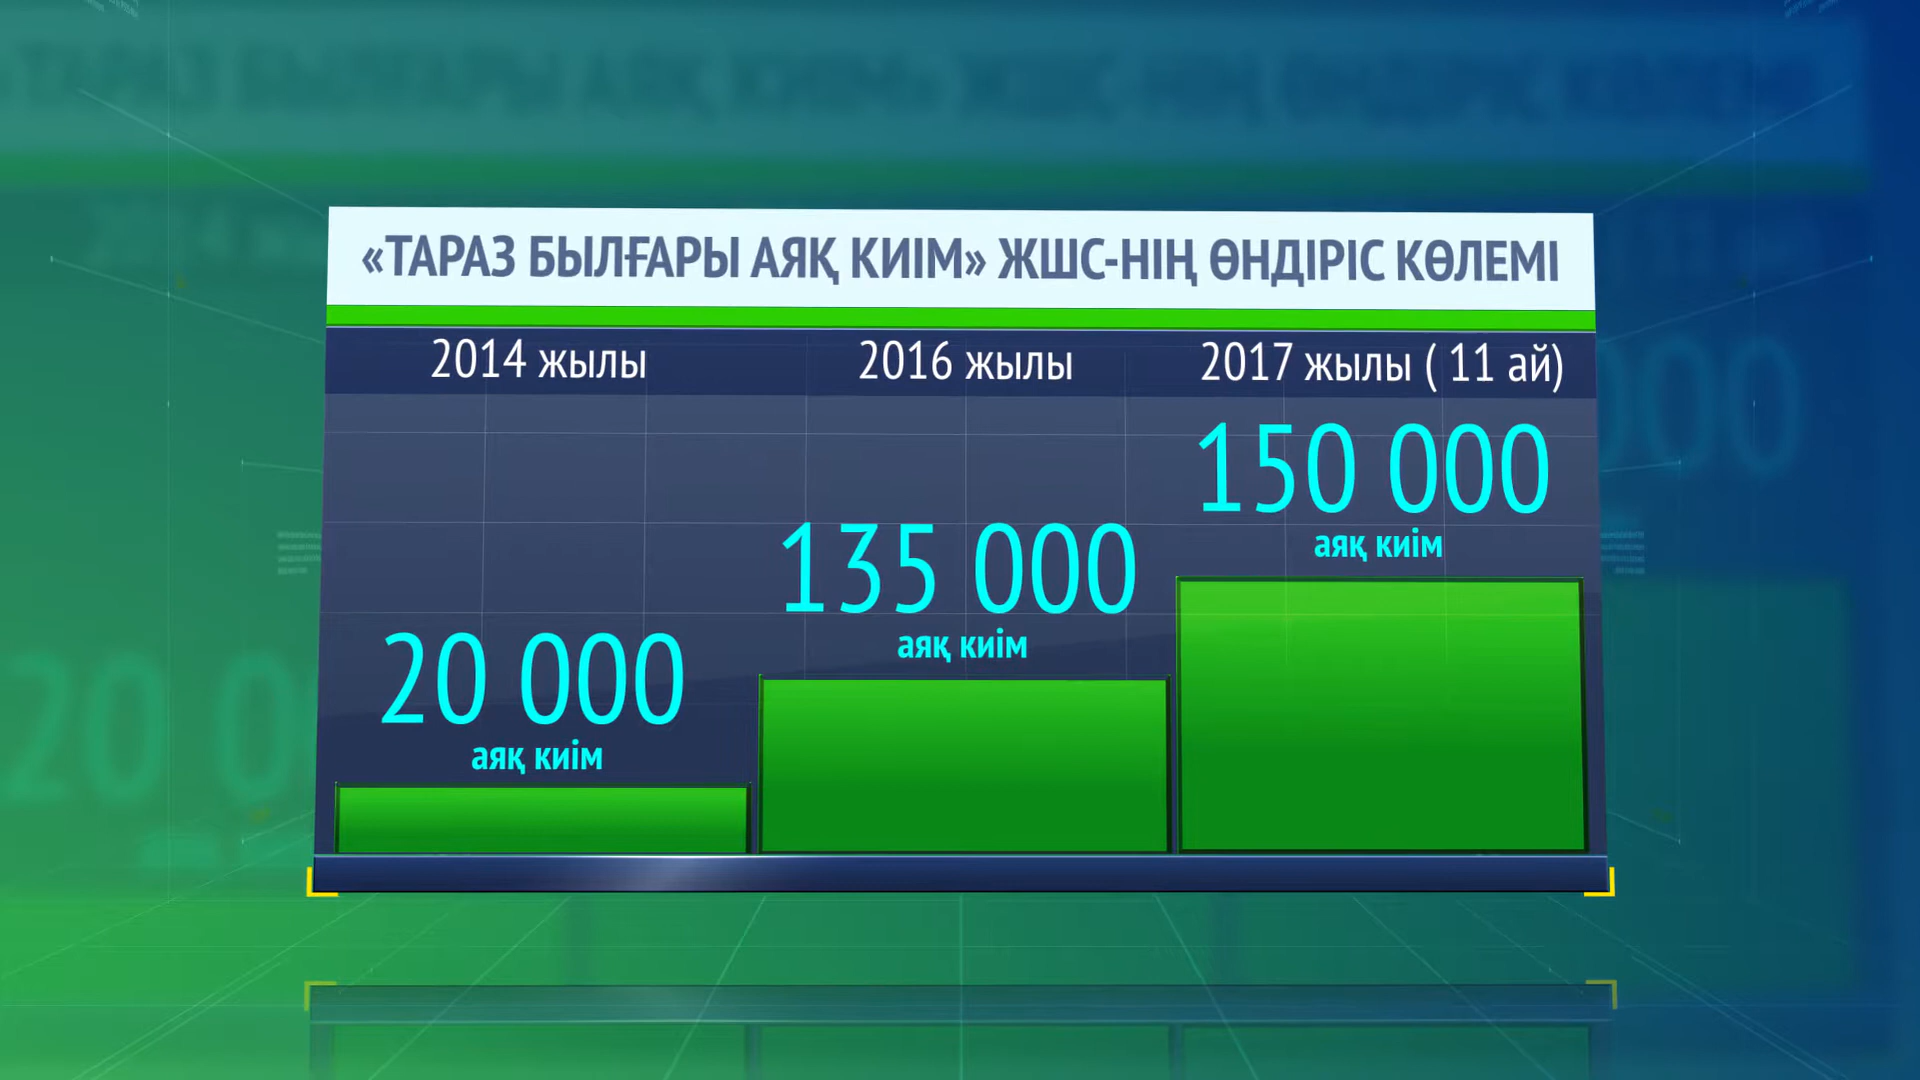 «ТАРАЗ БЫЛҒАРЫ АЯҚ КИІМ» ЖШС-НІҢ ӨНДІРІС КӨЛЕМІ
2014 жылы 2016 жылы 2017 жылы ( 11 ай)
150 000
аяқ киім
135 000
аяқ киім
20 000
аяқ киім